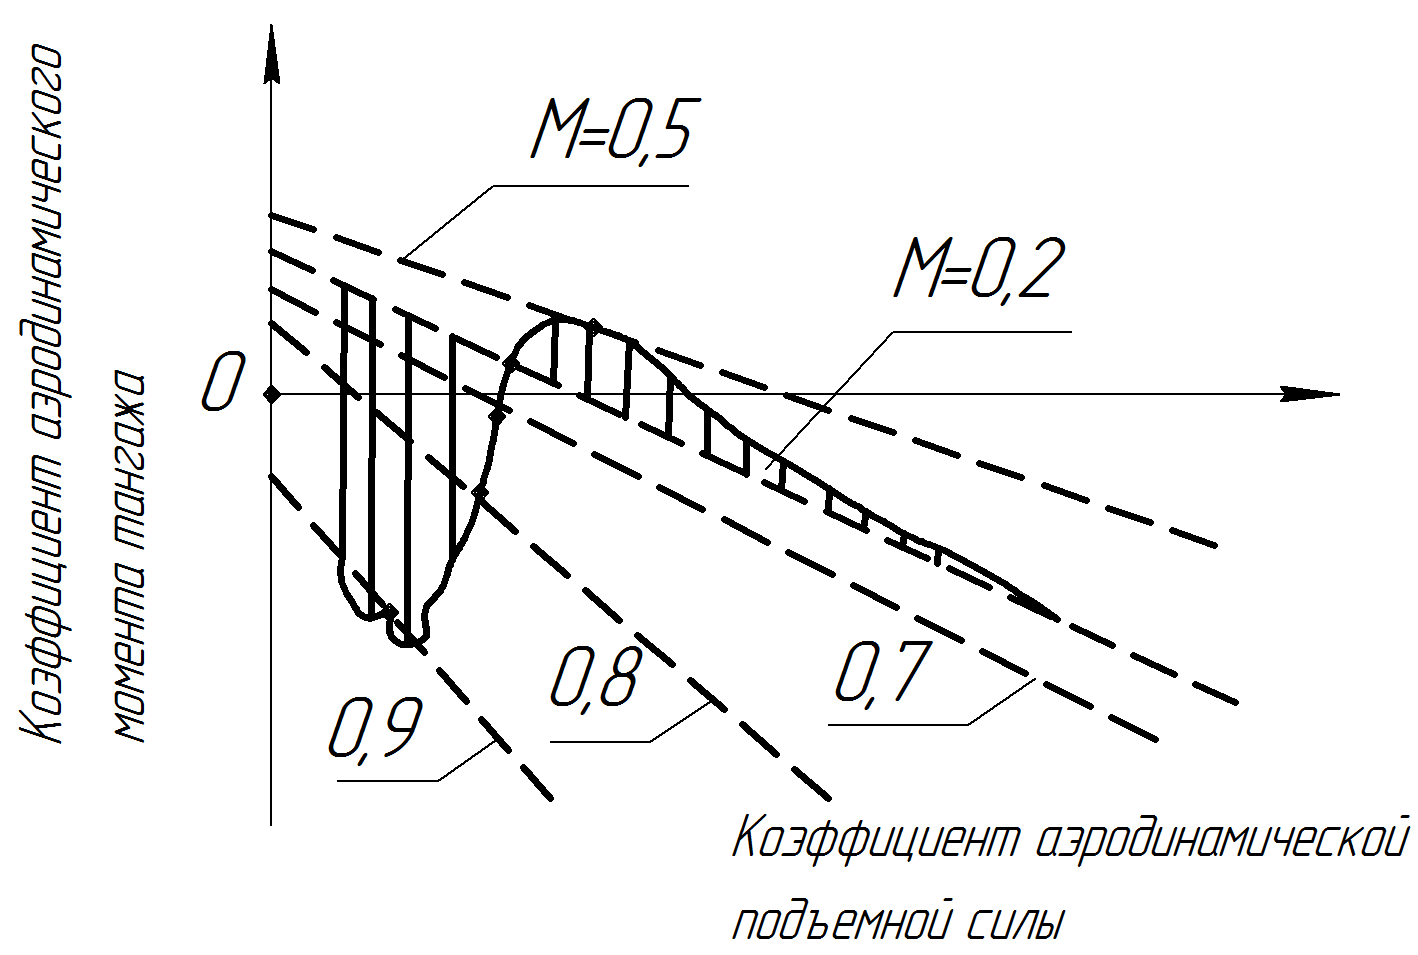 Коэффициент аэродинамического
момента тангажа
M=0,5
M=0,2
0
0,7
0,8
0,9
Коэффициент аэродинамической
подъемной силы